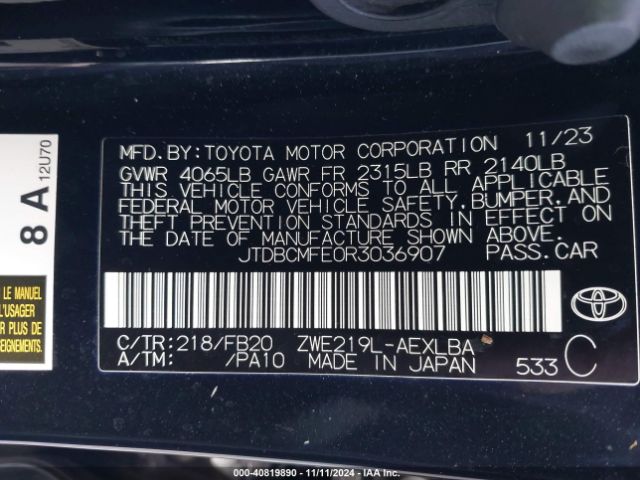 MFD. BY: TOYOTA MOTOR CORPORATION 11/23
GVWR 4065LB GAWR FR 2315LB RR 2140LB
THIS VEHICLE CONFORMS TO ALL APPLICABLE
FEDERAL MOTOR VEHICLE SAFETY, BUMPER, AND
THEFT PREVENTION STANDARDS IN EFFECT ON
THE DATE OF MANUFACTURE SHOWN ABOVE.
JTDBCMFE0R3036907 PASS.CAR
C/TR: 218/FB20 ZWE219L-AEXLBA
A/TM: /PA10 MADE IN JAPAN 533 C
TOYOTA
8 A
12U70
LE MANUEL
L'USAGER
R PLUS DE
EIGNEMENTS.
000-40819890 - 11/11/2024 - IAA Inc.